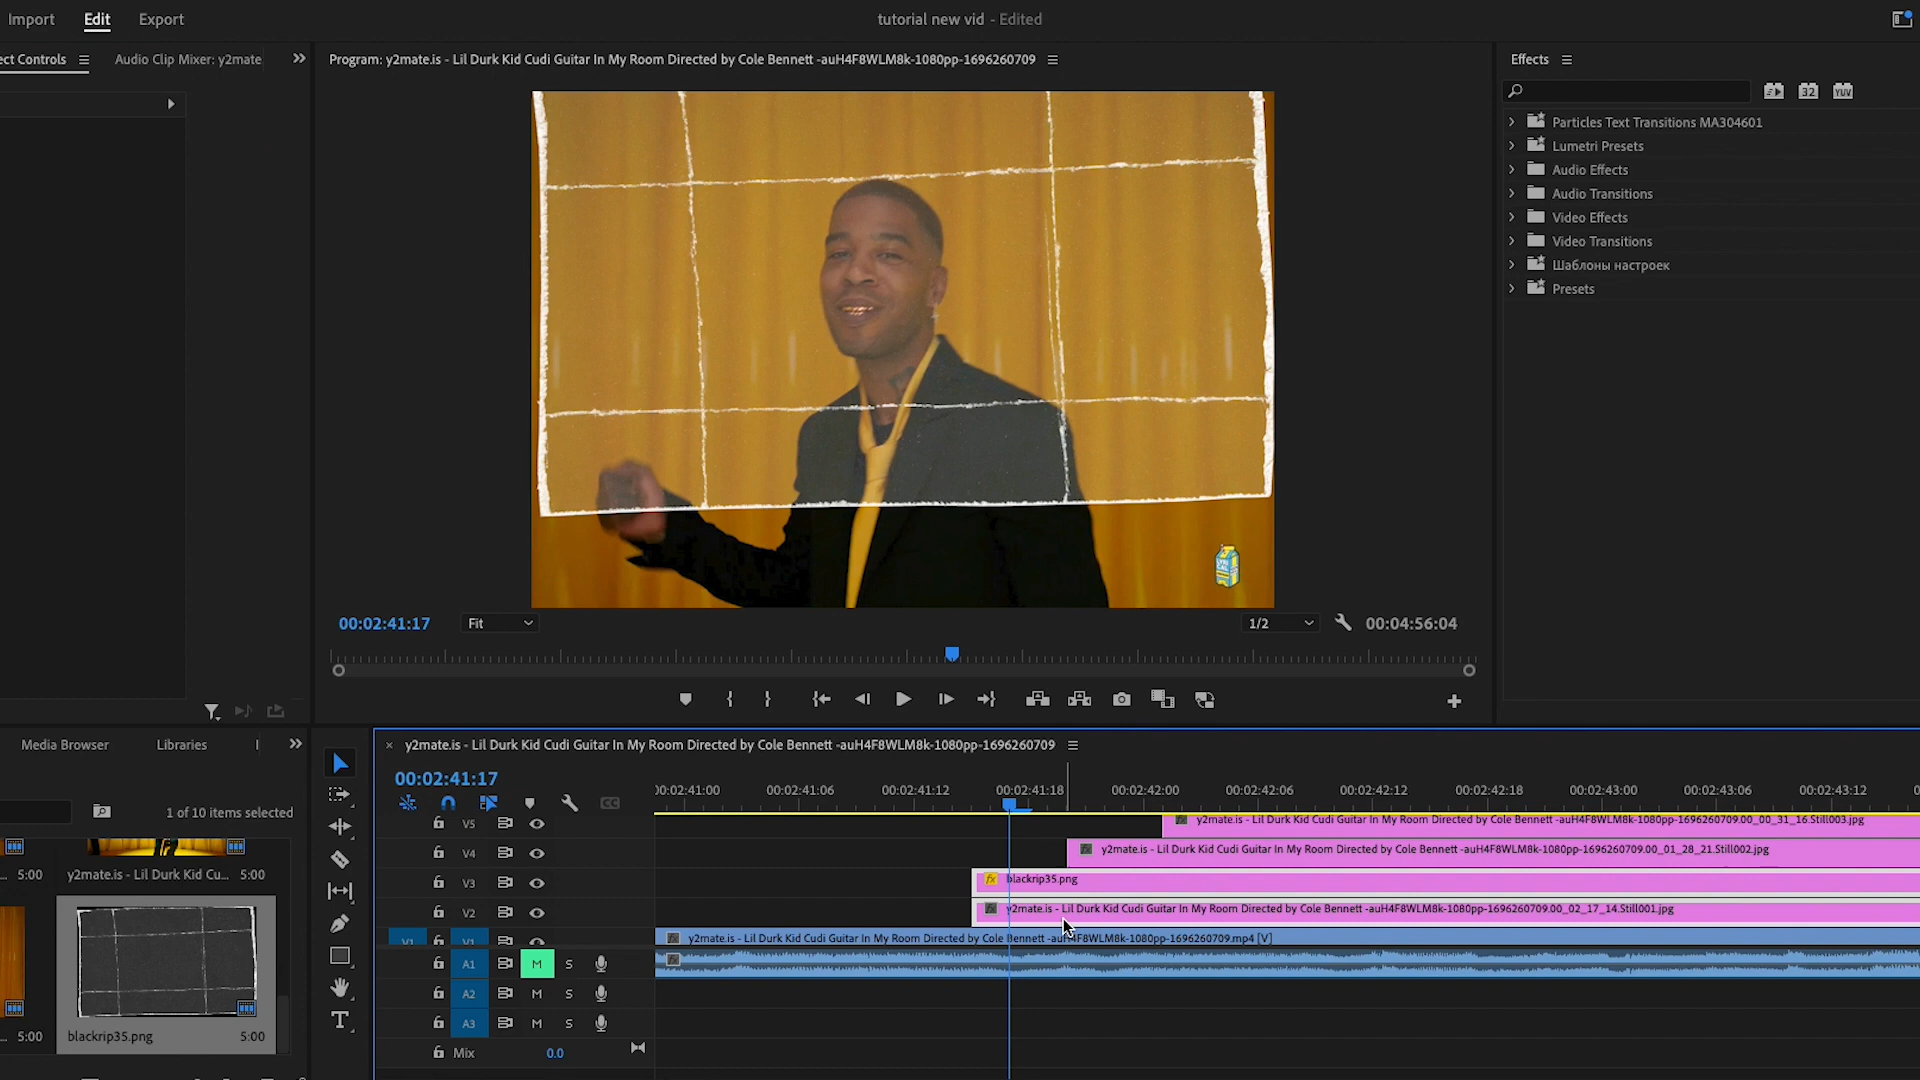 Import
Edit
Export
tutorial new vid - Edited
ect Controls
Audio Clip Mixer: y2mate
Program: y2mate.is - Lil Durk Kid Cudi Guitar In My Room Directed by Cole Bennett -auH4F8WLM8k-1080pp-1696260709
Effects
32
YUV
Particles Text Transitions MA304601
Lumetri Presets
Audio Effects
Audio Transitions
Video Effects
Video Transitions
Шаблоны настроек
Presets
LYRICAL
00:02:41:17
Fit
1/2
00:04:56:04
Media Browser
Libraries
y2mate.is - Lil Durk Kid Cudi Guitar In My Room Directed by Cole Bennett -auH4F8WLM8k-1080pp-1696260709
00:02:41:17
1 of 10 items selected
CC
00:02:41:00
00:02:41:06
00:02:41:12
00:02:41:18
00:02:42:00
00:02:42:06
00:02:42:12
00:02:42:18
00:02:43:00
00:02:43:06
00:02:43:12
V5
y2mate.is - Lil Durk Kid Cudi Guitar In My Room Directed by Cole Bennett -auH4F8WLM8k-1080pp-1696260709.00_00_31_16.Still003.jpg
V4
y2mate.is - Lil Durk Kid Cudi Guitar In My Room Directed by Cole Bennett -auH4F8WLM8k-1080pp-1696260709.00_01_28_21.Still002.jpg
V3
fx
blackrip35.png
V2
y2mate.is - Lil Durk Kid Cudi Guitar In My Room Directed by Cole Bennett -auH4F8WLM8k-1080pp-1696260709.00_02_17_14.Still001.jpg
V1
V1
y2mate.is - Lil Durk Kid Cudi Guitar In My Room Directed by Cole Bennett -auH4F8WLM8k-1080pp-1696260709.mp4 [V]
A1
M
S
A2
M
S
A3
M
S
Mix
0.0
5:00
y2mate.is - Lil Durk Kid Cu...
5:00
5:00
blackrip35.png
5:00